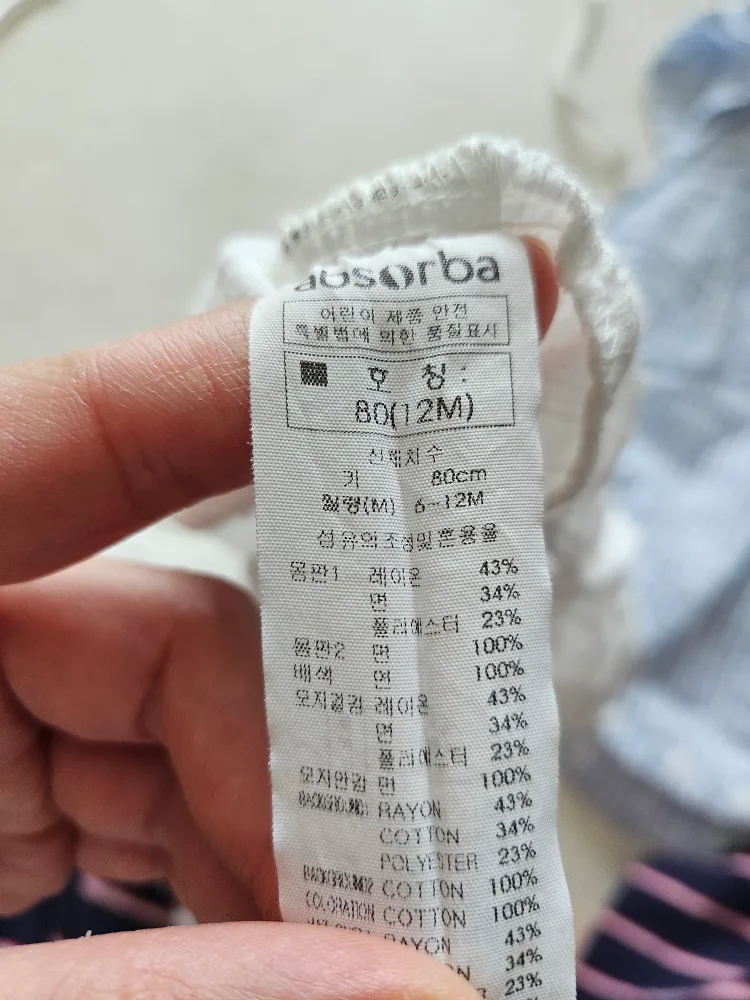 absorba
어린이 제품 안전
특별법에 의한 품질표시
호 칭 :
80(12M)
신체치수
키 80cm
월령(M) 6~12M
섬유의조성및혼용율
몸판1 레이온 43%
면 34%
폴리에스터 23%
몸판2 면 100%
배색 면 100%
모자겉감 레이온 43%
면 34%
폴리에스터 23%
모자안감 면 100%
BACKGROUND1 RAYON 43%
COTTON 34%
POLYESTER 23%
BACKGROUND2 COTTON 100%
COLORATION COTTON 100%
RAYON 43%
34%
23%